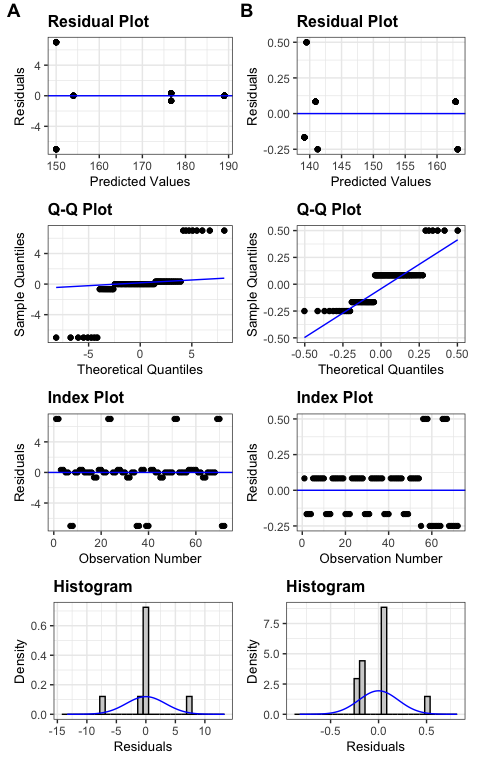 A
Residual Plot
Residuals
4
0
-4
150 160 170 180 190
Predicted Values
Q-Q Plot
Sample Quantiles
4
0
-4
-5 0 5
Theoretical Quantiles
Index Plot
Residuals
4
0
-4
0 20 40 60
Observation Number
Histogram
Density
0.6
0.4
0.2
0.0
-15 -10 -5 0 5 10
Residuals
B
Residual Plot
Residuals
0.50
0.25
0.00
-0.25
140 145 150 155 160
Predicted Values
Q-Q Plot
Sample Quantiles
0.50
0.25
0.00
-0.25
-0.50
-0.50 -0.25 0.00 0.25 0.50
Theoretical Quantiles
Index Plot
Residuals
0.50
0.25
0.00
-0.25
0 20 40 60
Observation Number
Histogram
Density
7.5
5.0
2.5
0.0
-0.5 0.0 0.5
Residuals